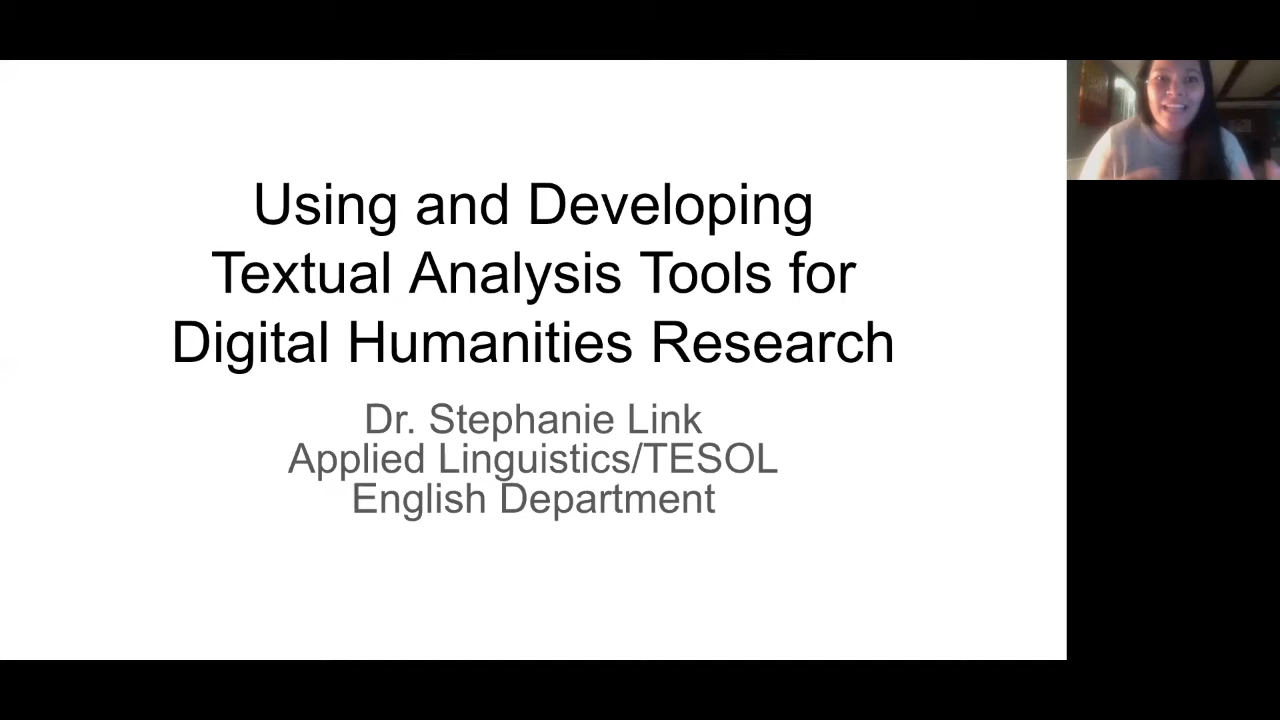 Using and Developing
Textual Analysis Tools for
Digital Humanities Research
Dr. Stephanie Link
Applied Linguistics/TESOL
English Department